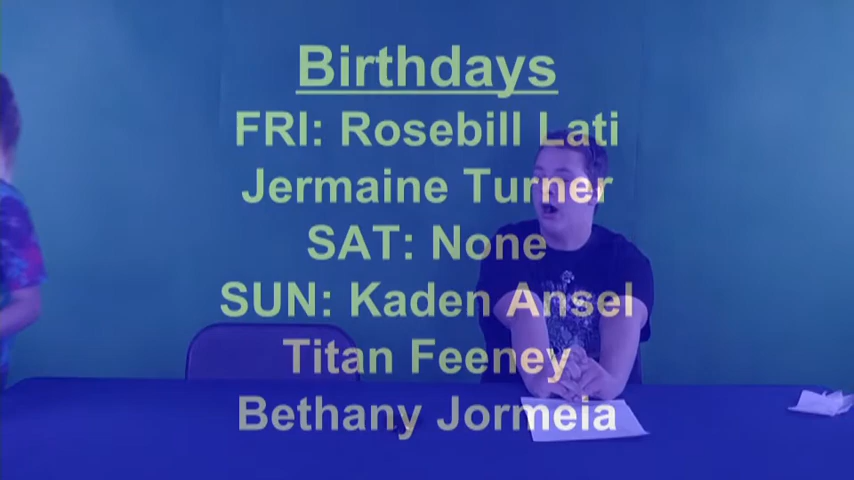 Birthdays
FRI: Rosebill Lati
Jermaine Turner
SAT: None
SUN: Kaden Ansel
Titan Feeney
Bethany Jormeia